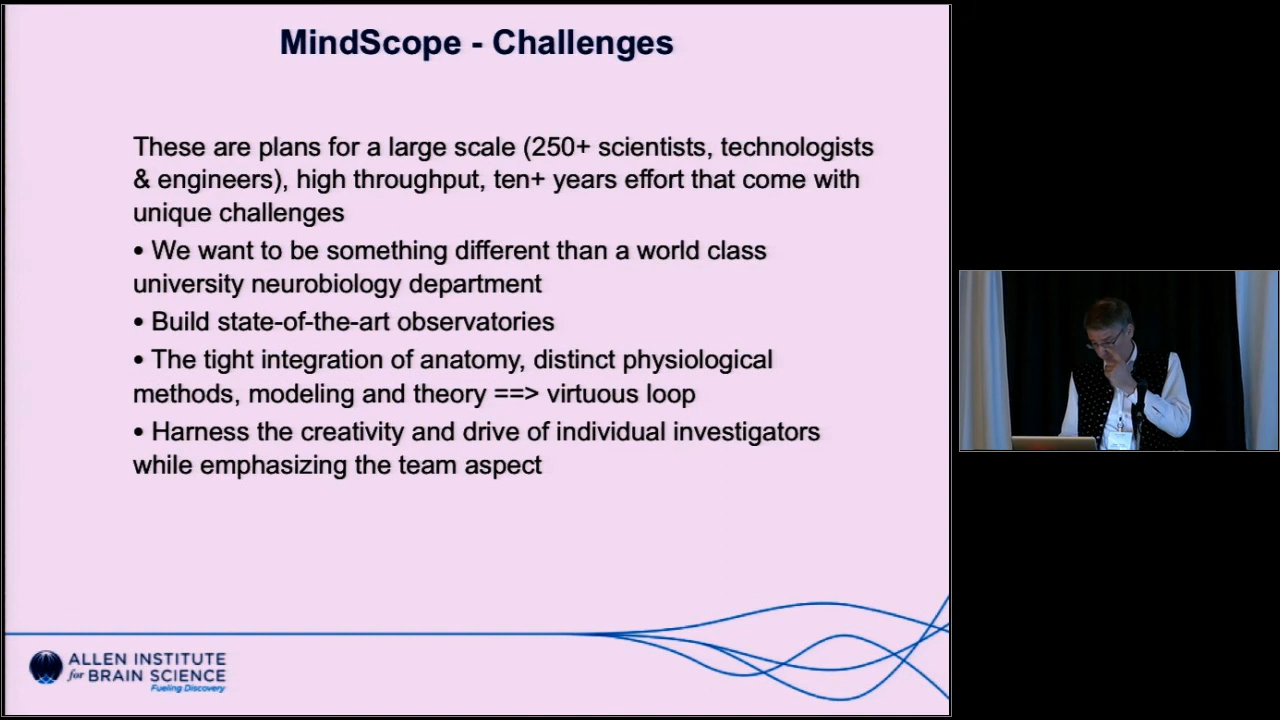 MindScope - Challenges
These are plans for a large scale (250+ scientists, technologists
& engineers), high throughput, ten+ years effort that come with
unique challenges
• We want to be something different than a world class
university neurobiology department
• Build state-of-the-art observatories
• The tight integration of anatomy, distinct physiological
methods, modeling and theory ==> virtuous loop
• Harness the creativity and drive of individual investigators
while emphasizing the team aspect
ALLEN INSTITUTE
for BRAIN SCIENCE
Fueling Discovery